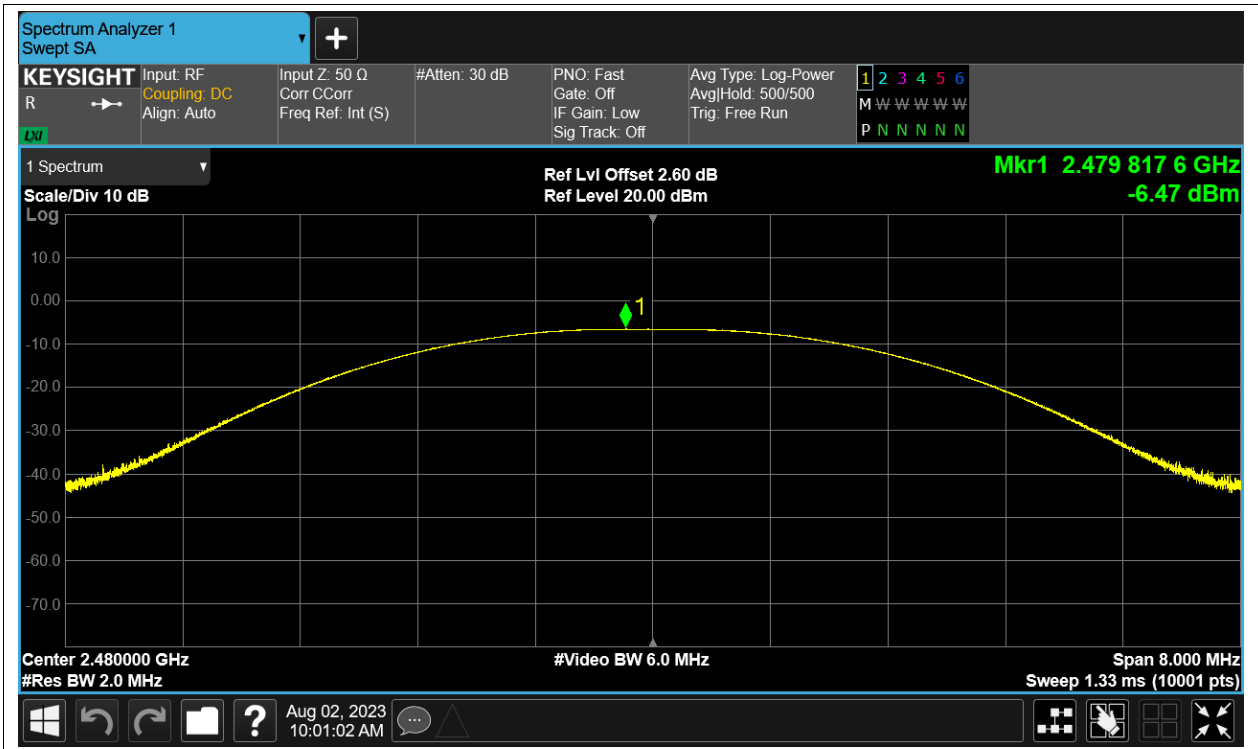 Spectrum Analyzer 1
Swept SA
KEYSIGHT
R
LXI
Input: RF
Coupling: DC
Align: Auto
Input Z: 50 Ω
Corr CCorr
Freq Ref: Int (S)
#Atten: 30 dB
PNO: Fast
Gate: Off
IF Gain: Low
Sig Track: Off
Avg Type: Log-Power
Avg|Hold: 500/500
Trig: Free Run
1 2 3 4 5 6
M W W W W W
P N N N N N
1 Spectrum
Scale/Div 10 dB
Log
Ref Lvl Offset 2.60 dB
Ref Level 20.00 dBm
Mkr1 2.479 817 6 GHz
-6.47 dBm
10.0
0.00
1
-10.0
-20.0
-30.0
-40.0
-50.0
-60.0
-70.0
Center 2.480000 GHz
#Res BW 2.0 MHz
#Video BW 6.0 MHz
Span 8.000 MHz
Sweep 1.33 ms (10001 pts)
?
Aug 02, 2023
10:01:02 AM